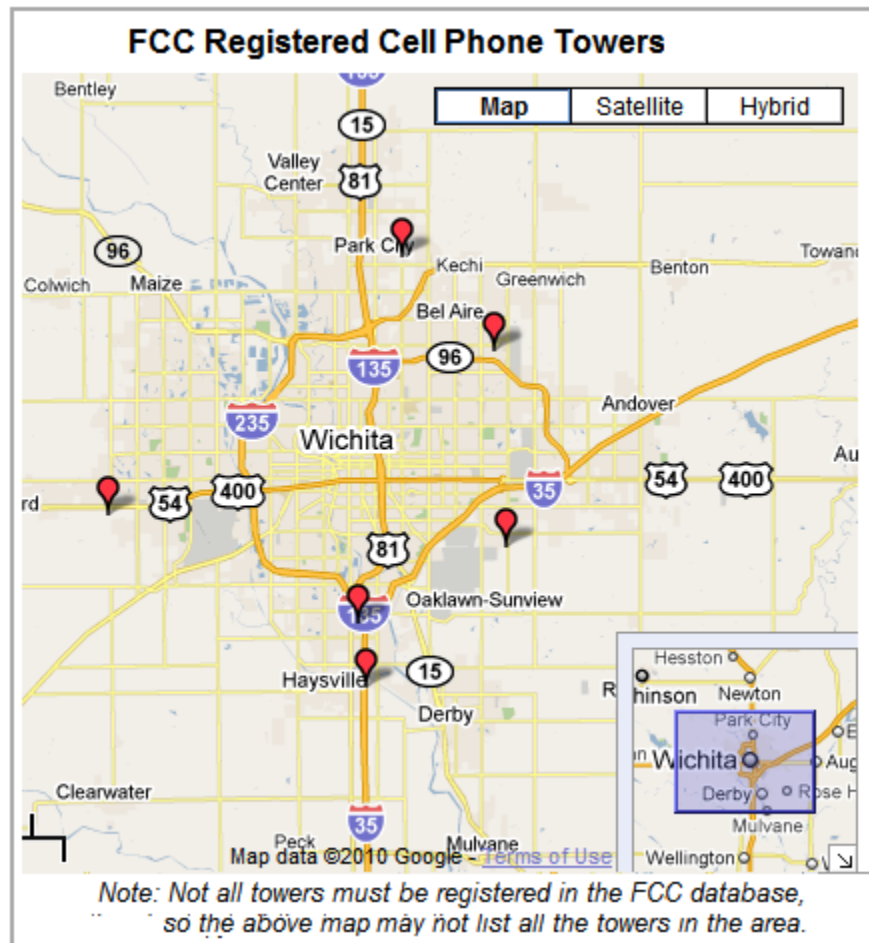 FCC Registered Cell Phone Towers
Map Satellite Hybrid
Bentley
15
Valley
Center
81
Park City
96
Kechi
Benton
Colwich
Maize
Greenwich
Bel Aire
135
96
235
Andover
Wichita
rd
54
400
35
54
400
Au
81
135
Oaklawn-Sunview
Haysville
15
Derby
Clearwater
35
Peck
Mulvane
Hesston
hinson
Newton
Park City
Wichita
Aug
Derby
Rose H
Mulvane
Wellington
Map data ©2010 Google - Terms of Use
Note: Not all towers must be registered in the FCC database,
so the above map may not list all the towers in the area.